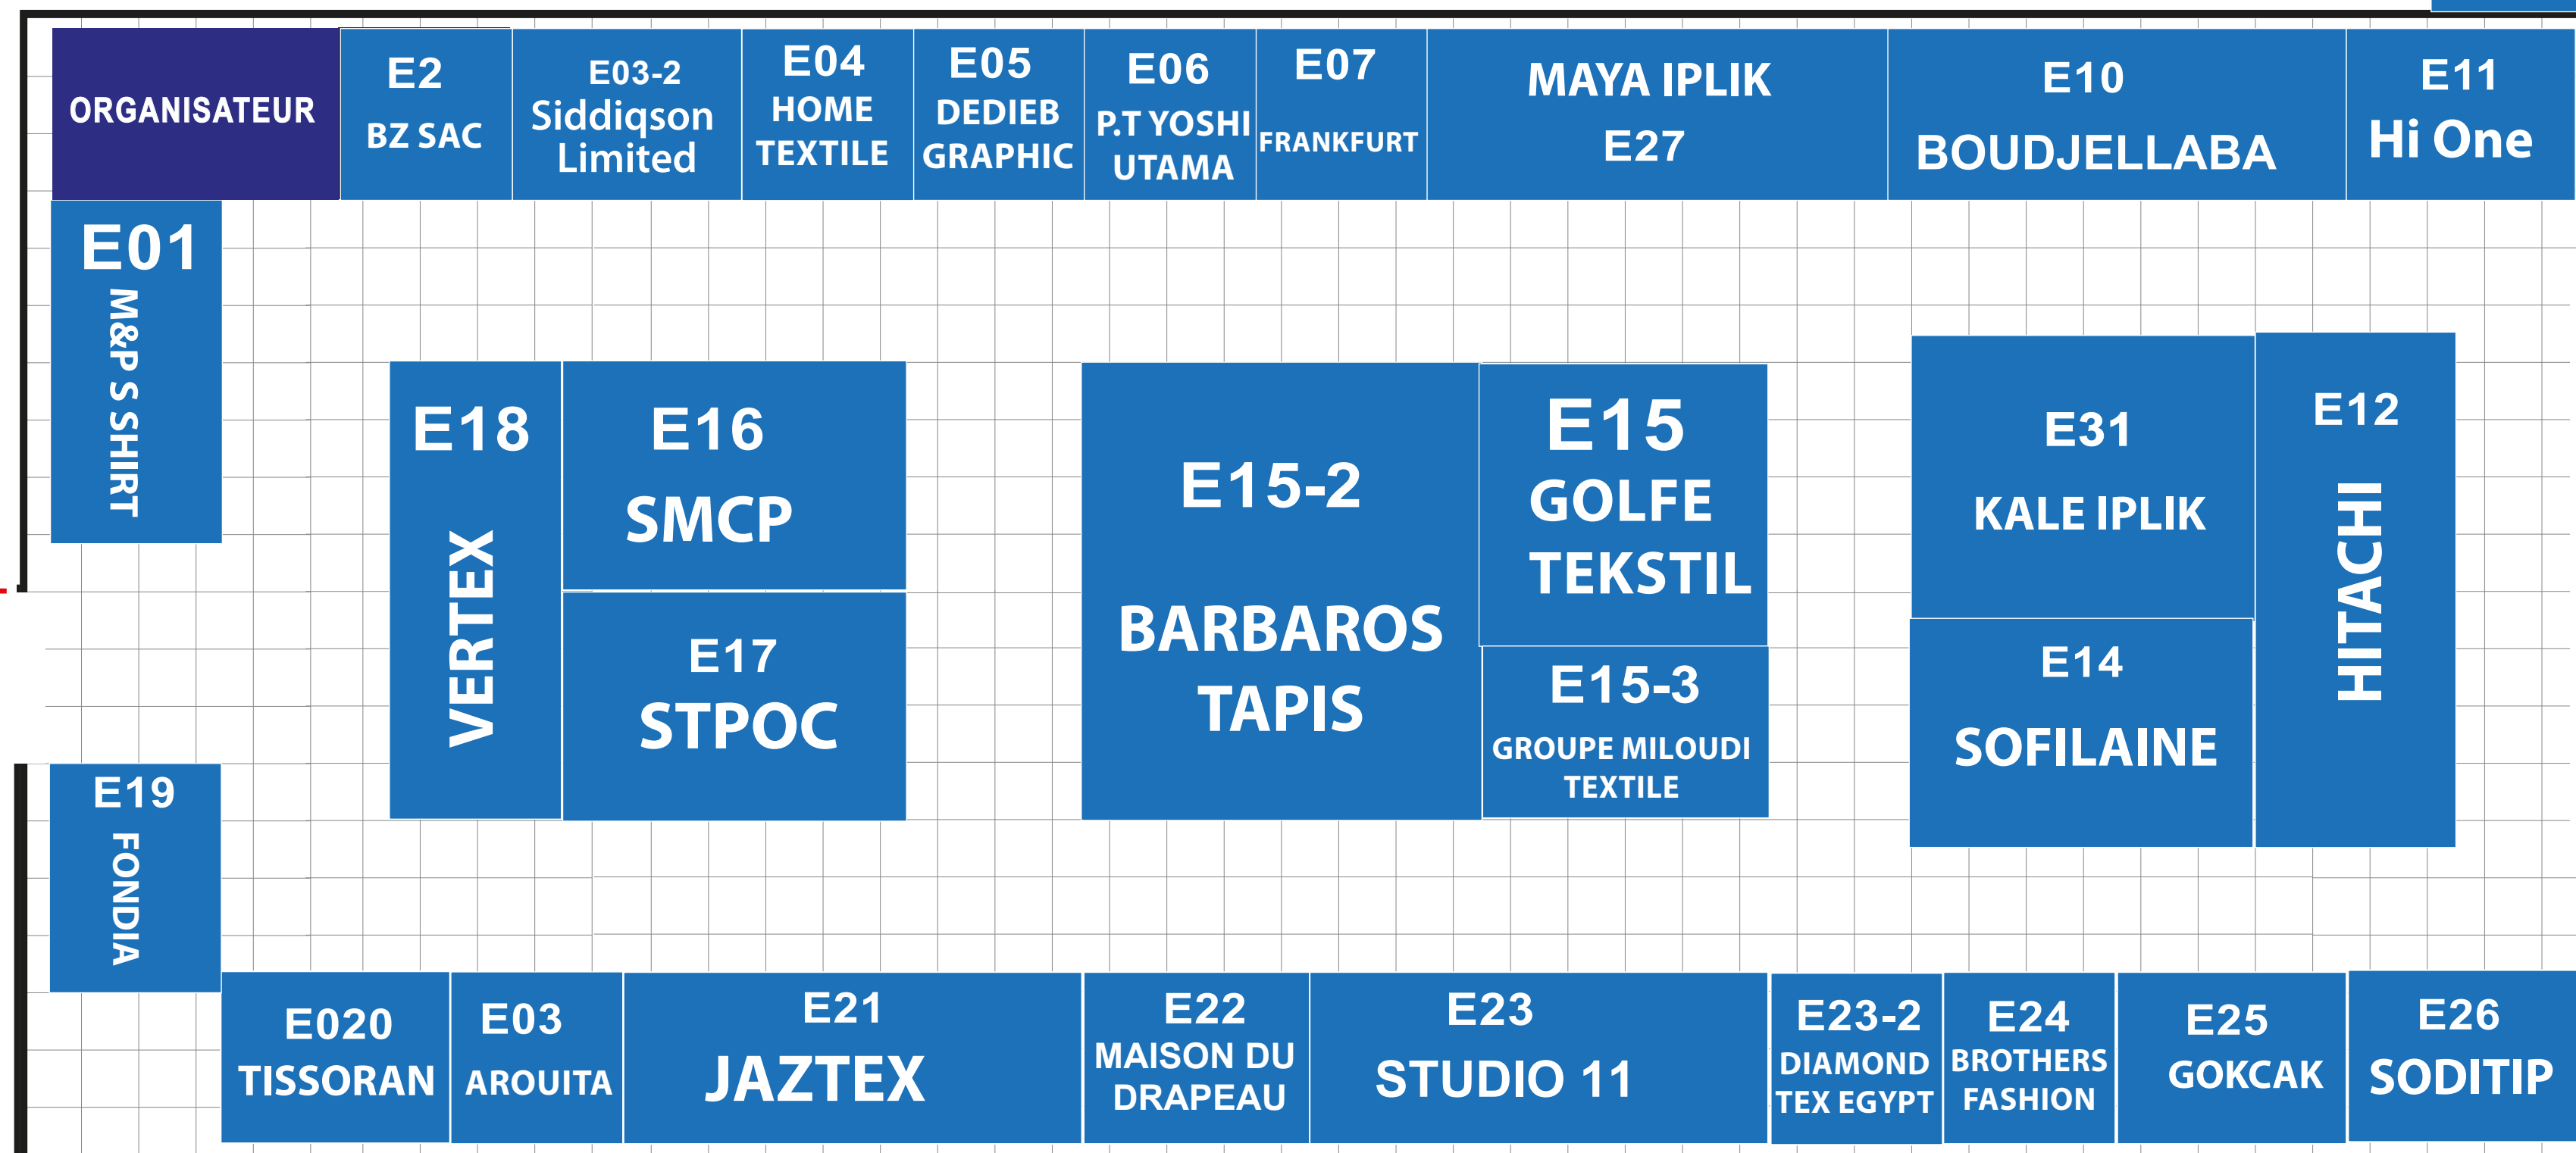 ORGANISATEUR
E2
BZ SAC
E03-2
Siddiqson
Limited
E04
HOME
TEXTILE
E05
DEDIEB
GRAPHIC
E06
P.T YOSHI
UTAMA
E07
FRANKFURT
MAYA IPLIK
E27
E10
BOUDJELLABA
E11
Hi One
E01
M&P S SHIRT
E18
VERTEX
E16
SMCP
E17
STPOC
E15-2
BARBAROS
TAPIS
E15
GOLFE
TEKSTIL
E15-3
GROUPE MILOUDI
TEXTILE
E31
KALE IPLIK
E14
SOFILAINE
E12
HITACHI
E19
FONDIA
E020
TISSORAN
E03
AROUITA
E21
JAZTEX
E22
MAISON DU
DRAPEAU
E23
STUDIO 11
E23-2
DIAMOND
TEX EGYPT
E24
BROTHERS
FASHION
E25
GOKCAK
E26
SODITIP